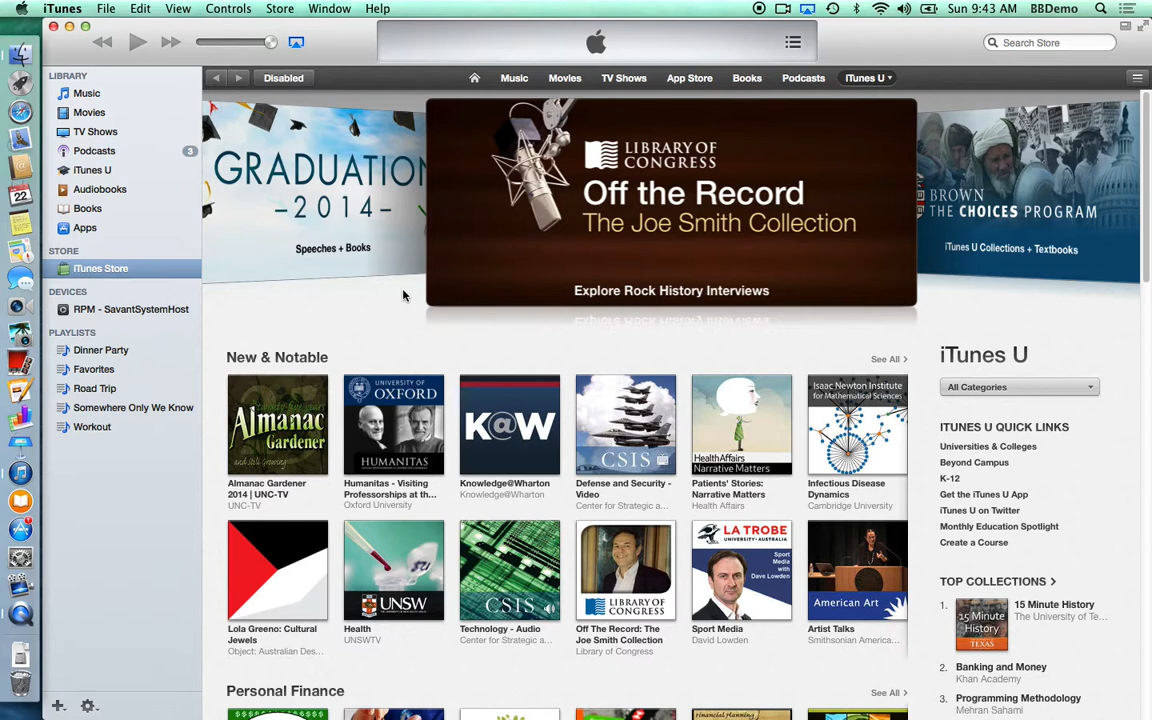 iTunes File Edit View Controls Store Window Help Sun 9:43 AM BBDemo
Search Store
LIBRARY
Music
Movies
TV Shows
Podcasts 3
iTunes U
Audiobooks
Books
Apps
STORE
iTunes Store
DEVICES
RPM - SavantSystemHost
PLAYLISTS
Dinner Party
Favorites
Road Trip
Somewhere Only We Know
Workout
Disabled Music Movies TV Shows App Store Books Podcasts iTunes U
GRADUATION
-2014-
Speeches + Books
LIBRARY OF
CONGRESS
Off the Record
The Joe Smith Collection
Explore Rock History Interviews
BROWN
THE CHOICES PROGRAM
iTunes U Collections + Textbooks
New & Notable See All >
twenty-five years
Almanac
Gardener
and Still Growing
UNIVERSITY OF
OXFORD
HUMANITAS
K@W
CSIS
HealthAffairs
Narrative Matters
Isaac Newton Institute
for Mathematical Sciences
Almanac Gardener
2014 | UNC-TV
UNC-TV
Humanitas - Visiting
Professorships at th...
Oxford University
Knowledge@Wharton
Knowledge@Wharton
Defense and Security -
Video
Center for Strategic a...
Patients' Stories:
Narrative Matters
Health Affairs
Infectious Disease
Dynamics
Cambridge University
UNSW
CSIS
LIBRARY OF
CONGRESS
LA TROBE
UNIVERSITY • AUSTRALIA
Sport
Media
with
Dave Lowden
American Art
Lola Greeno: Cultural
Jewels
Object: Australian Des...
Health
UNSWTV
Technology - Audio
Center for Strategic a...
Off The Record: The
Joe Smith Collection
Library of Congress
Sport Media
David Lowden
Artist Talks
Smithsonian America...
Personal Finance See All >
Financial Planning
iTunes U
All Categories
ITUNES U QUICK LINKS
Universities & Colleges
Beyond Campus
K-12
Get the iTunes U App
iTunes U on Twitter
Monthly Education Spotlight
Create a Course
TOP COLLECTIONS >
1. 15 Minute History
The University of Te...
15 Minute
History
TEXAS
2. Banking and Money
Khan Academy
3. Programming Methodology
Mehran Sahami
22